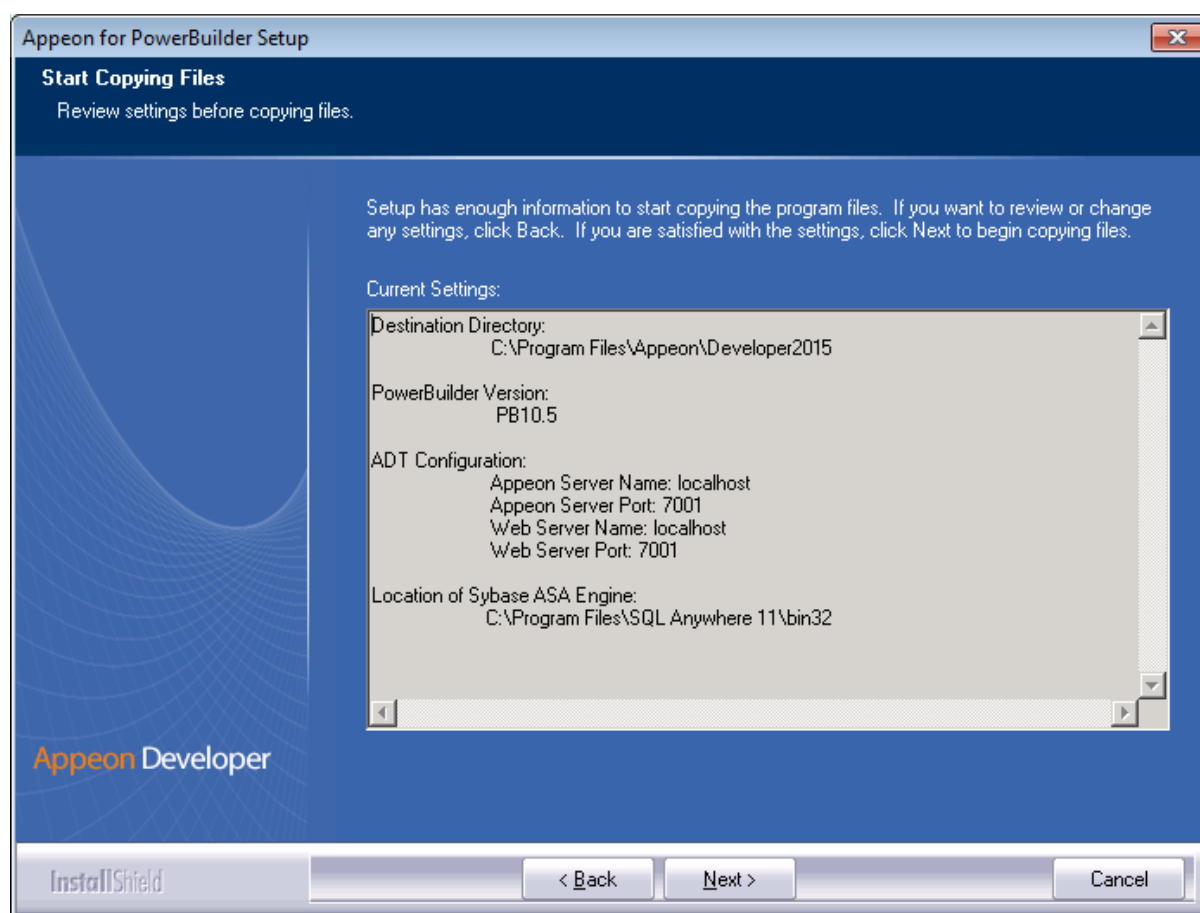 Appeon for PowerBuilder Setup
Start Copying Files
Review settings before copying files.
Setup has enough information to start copying the program files. If you want to review or change
any settings, click Back. If you are satisfied with the settings, click Next to begin copying files.
Current Settings:
Destination Directory:
C:\Program Files\Appeon\Developer2015
PowerBuilder Version:
PB10.5
ADT Configuration:
Appeon Server Name: localhost
Appeon Server Port: 7001
Web Server Name: localhost
Web Server Port: 7001
Location of Sybase ASA Engine:
C:\Program Files\SQL Anywhere 11\bin32
Appeon Developer
InstallShield
< Back
Next >
Cancel